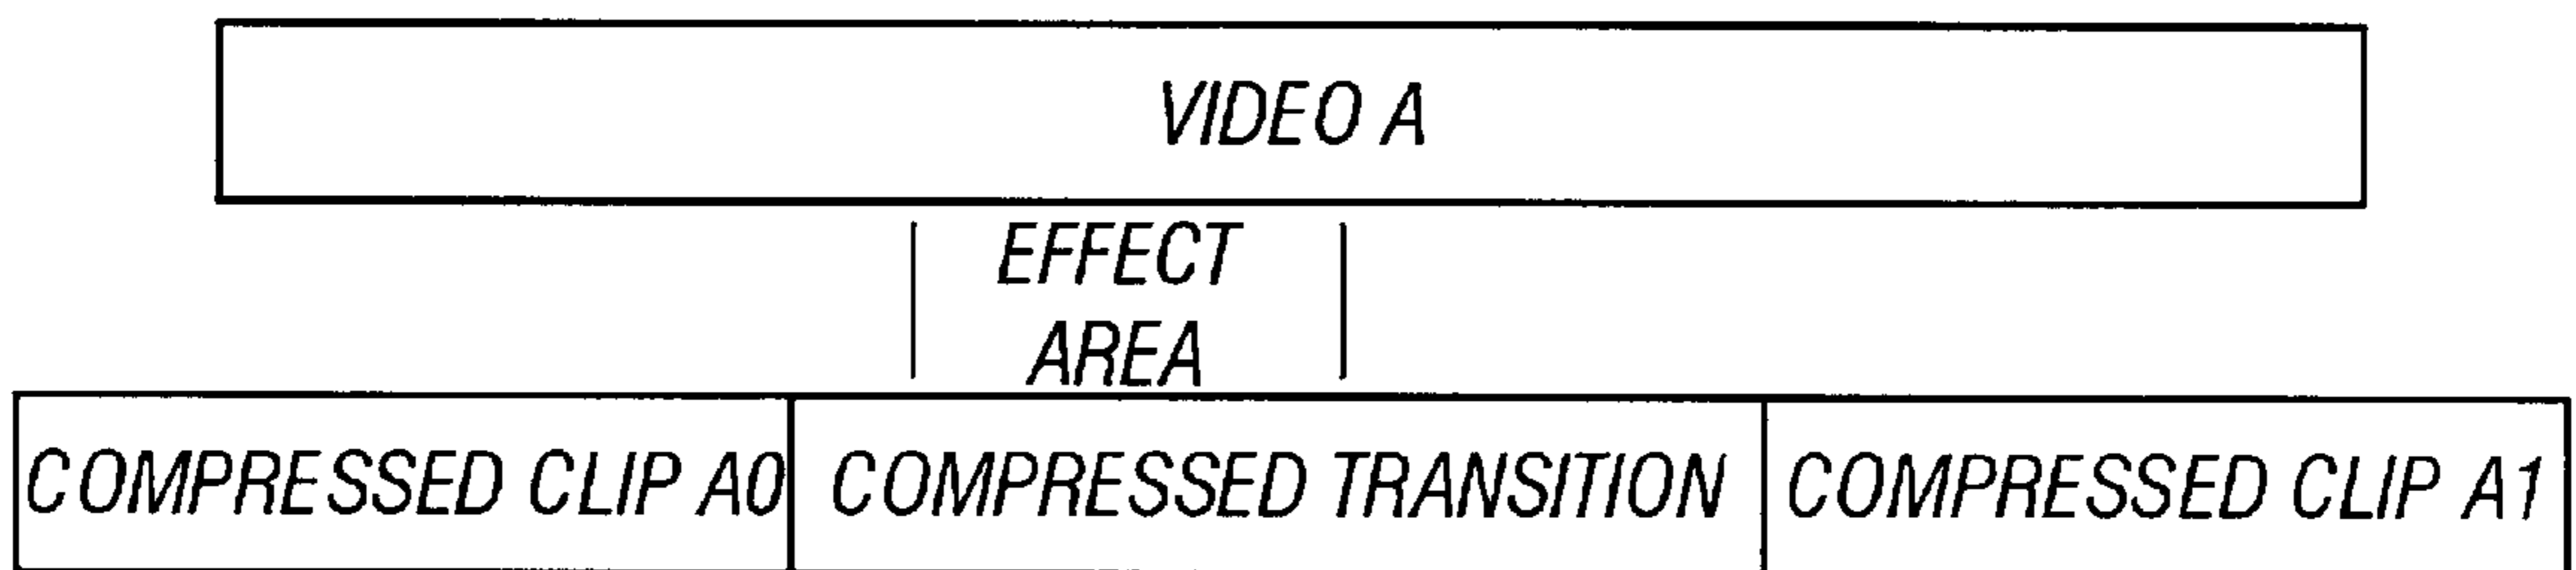 VIDEO A
EFFECT
AREA
COMPRESSED CLIP A0
COMPRESSED TRANSITION
COMPRESSED CLIP A1